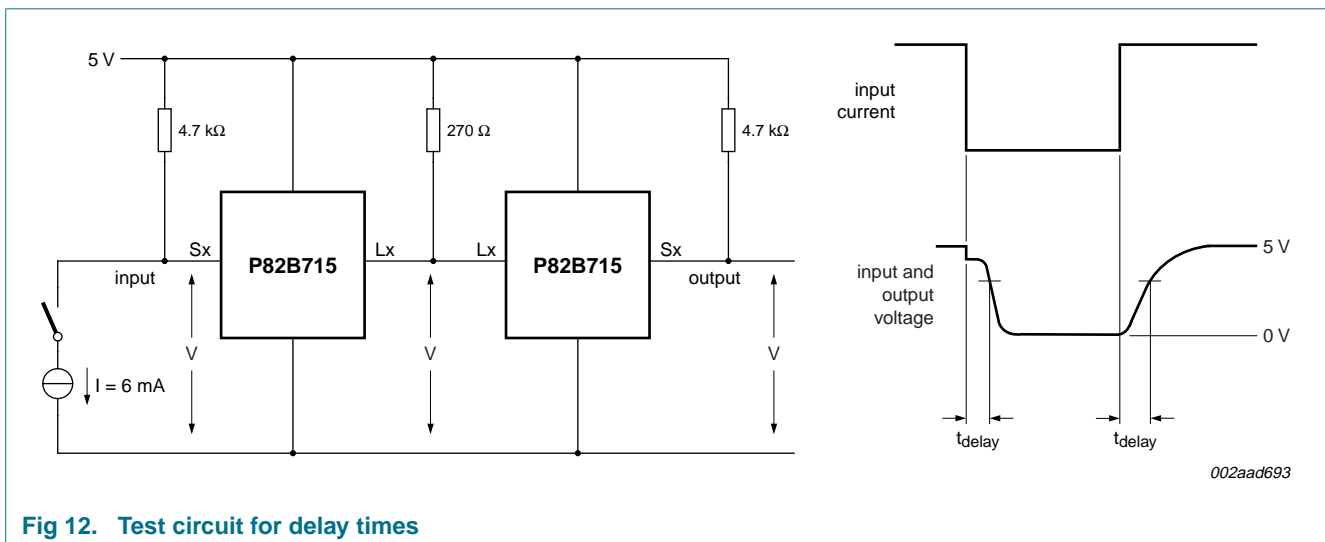 5 V
4.7 kΩ
270 Ω
4.7 kΩ
Sx
P82B715
Lx
Lx
P82B715
Sx
input
output
V
V
V
I = 6 mA
input
current
input and
output
voltage
5 V
0 V
tdelay
tdelay
002aad693
Fig 12. Test circuit for delay times